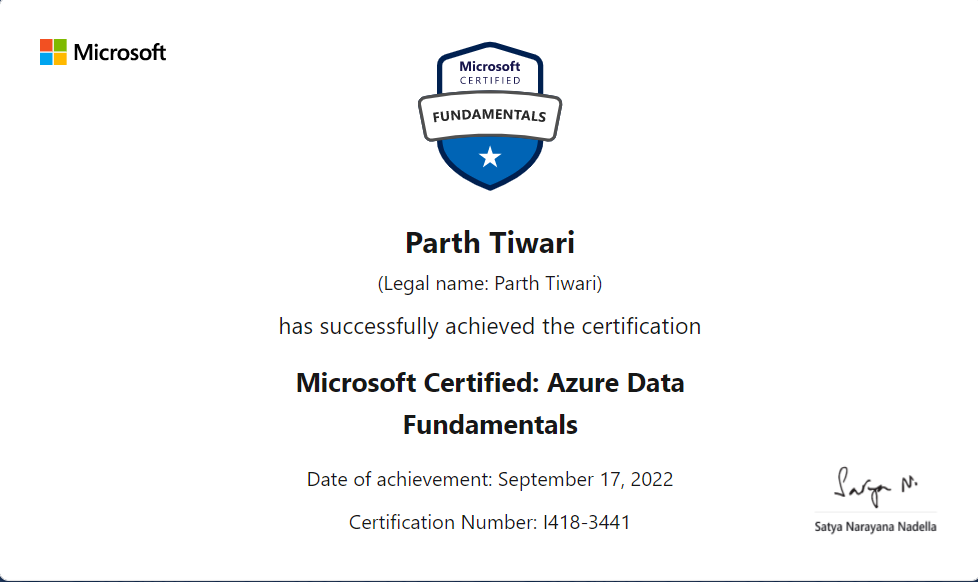 Microsoft
Microsoft
CERTIFIED
FUNDAMENTALS
Parth Tiwari
(Legal name: Parth Tiwari)
has successfully achieved the certification
Microsoft Certified: Azure Data
Fundamentals
Date of achievement: September 17, 2022
Certification Number: I418-3441
Satya N.
Satya Narayana Nadella